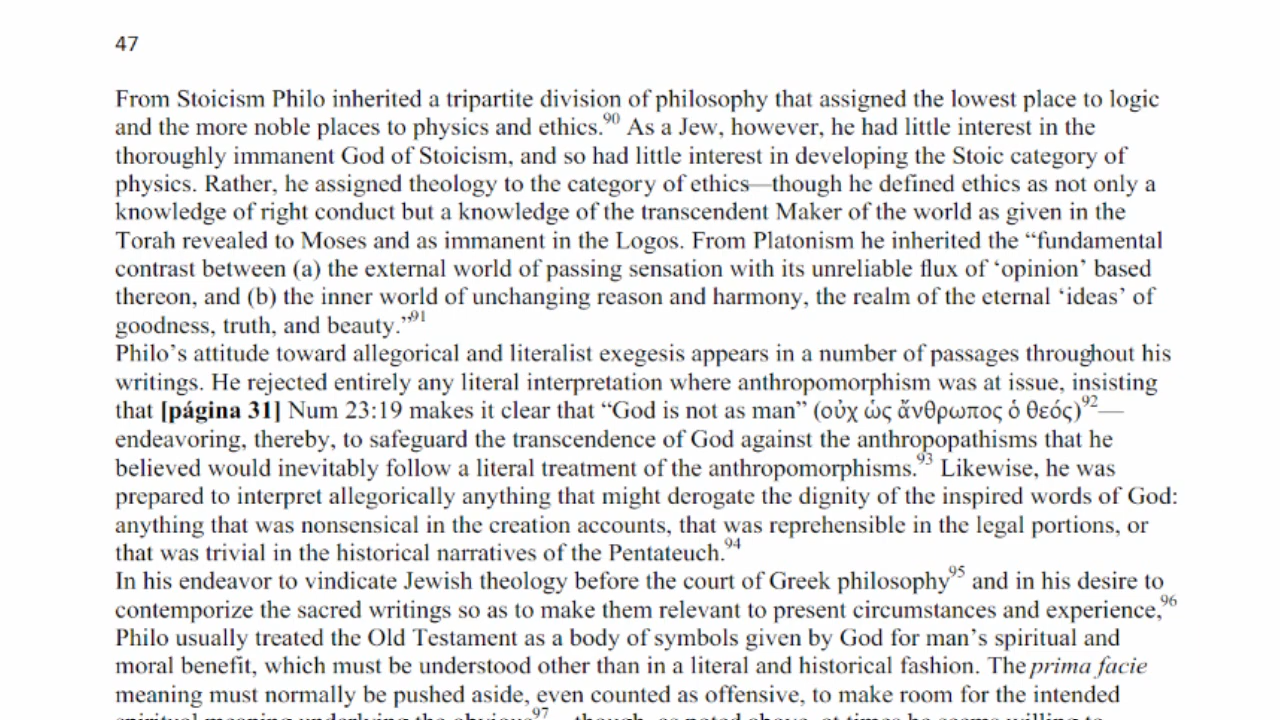 47
From Stoicism Philo inherited a tripartite division of philosophy that assigned the lowest place to logic
and the more noble places to physics and ethics.90 As a Jew, however, he had little interest in the
thoroughly immanent God of Stoicism, and so had little interest in developing the Stoic category of
physics. Rather, he assigned theology to the category of ethics—though he defined ethics as not only a
knowledge of right conduct but a knowledge of the transcendent Maker of the world as given in the
Torah revealed to Moses and as immanent in the Logos. From Platonism he inherited the “fundamental
contrast between (a) the external world of passing sensation with its unreliable flux of ‘opinion’ based
thereon, and (b) the inner world of unchanging reason and harmony, the realm of the eternal ‘ideas’ of
goodness, truth, and beauty.”91
Philo’s attitude toward allegorical and literalist exegesis appears in a number of passages throughout his
writings. He rejected entirely any literal interpretation where anthropomorphism was at issue, insisting
that [página 31] Num 23:19 makes it clear that “God is not as man” (οὐχ ὡς ἄνθρωπος ὁ θεός)92—
endeavoring, thereby, to safeguard the transcendence of God against the anthropopathisms that he
believed would inevitably follow a literal treatment of the anthropomorphisms.93 Likewise, he was
prepared to interpret allegorically anything that might derogate the dignity of the inspired words of God:
anything that was nonsensical in the creation accounts, that was reprehensible in the legal portions, or
that was trivial in the historical narratives of the Pentateuch.94
In his endeavor to vindicate Jewish theology before the court of Greek philosophy95 and in his desire to
contemporize the sacred writings so as to make them relevant to present circumstances and experience,96
Philo usually treated the Old Testament as a body of symbols given by God for man’s spiritual and
moral benefit, which must be understood other than in a literal and historical fashion. The prima facie
meaning must normally be pushed aside, even counted as offensive, to make room for the intended
spiritual meaning underlying the obvious97—though, as noted above, at times he seems willing to